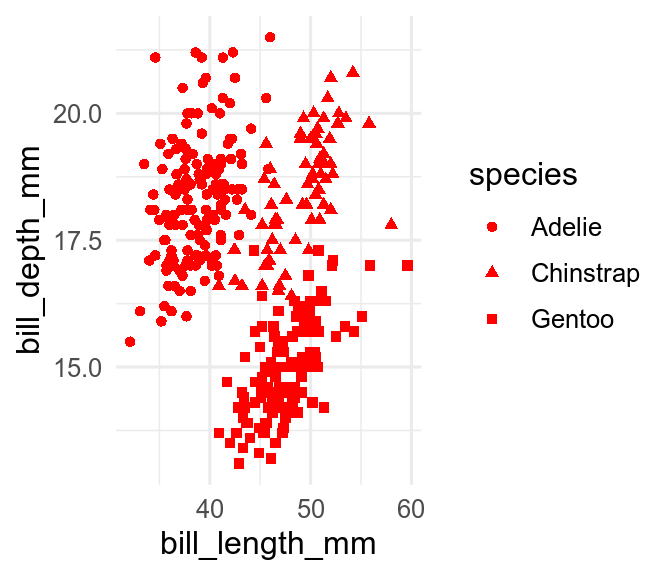 bill_depth_mm
20.0
17.5
15.0
40 50 60
bill_length_mm
species
Adelie
Chinstrap
Gentoo